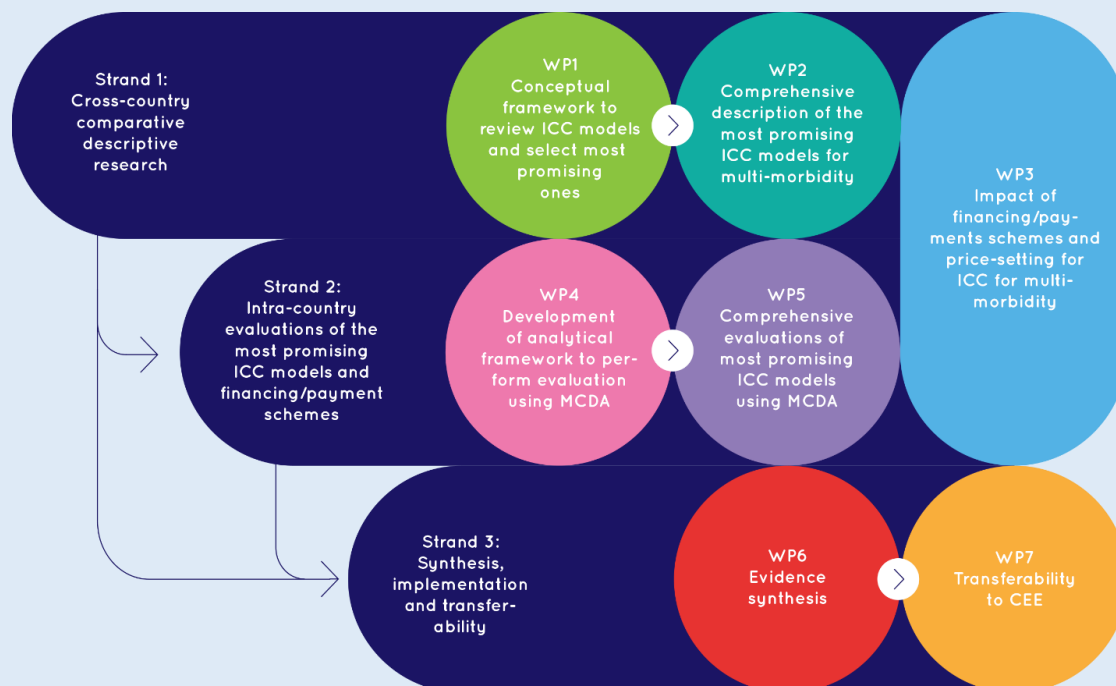 Strand 1:
Cross-country
comparative
descriptive
research
WP1
Conceptual
framework to
review ICC models
and select most
promising
ones
WP2
Comprehensive
description of the
most promising
ICC models for
multi-morbidity
WP3
Impact of
financing/pay-
ments schemes and
price-setting for
ICC for multi-
morbidity
Strand 2:
Intra-country
evaluations of the
most promising
ICC models and
financing/payment
schemes
WP4
Development
of analytical
framework to per-
form evaluation
using MCDA
WP5
Comprehensive
evaluations of
most promising
ICC models
using MCDA
Strand 3:
Synthesis,
implementation
and transfer-
ability
WP6
Evidence
synthesis
WP7
Transferability
to CEE